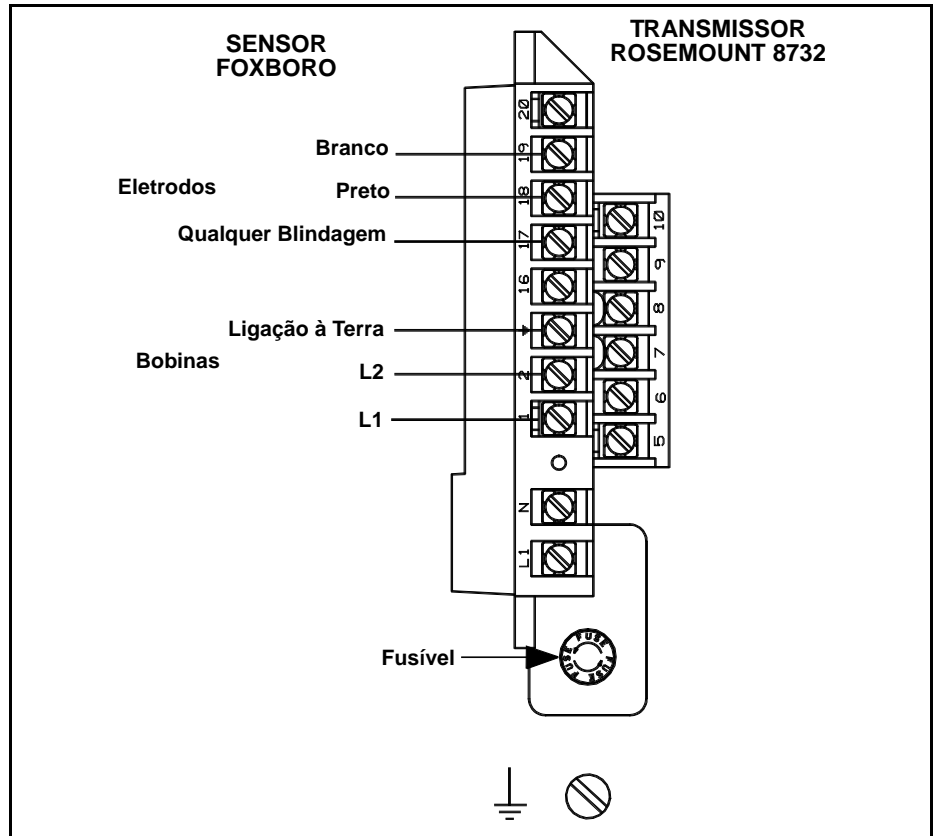 SENSOR
FOXBORO
TRANSMISSOR
ROSEMOUNT 8732
20
Branco
19
Eletrodos
Preto
18
10
Qualquer Blindagem
17
9
16
8
Ligação à Terra
7
Bobinas
L2
2
6
L1
1
5
N
L1
Fusível
FUSE FUSE FUSE